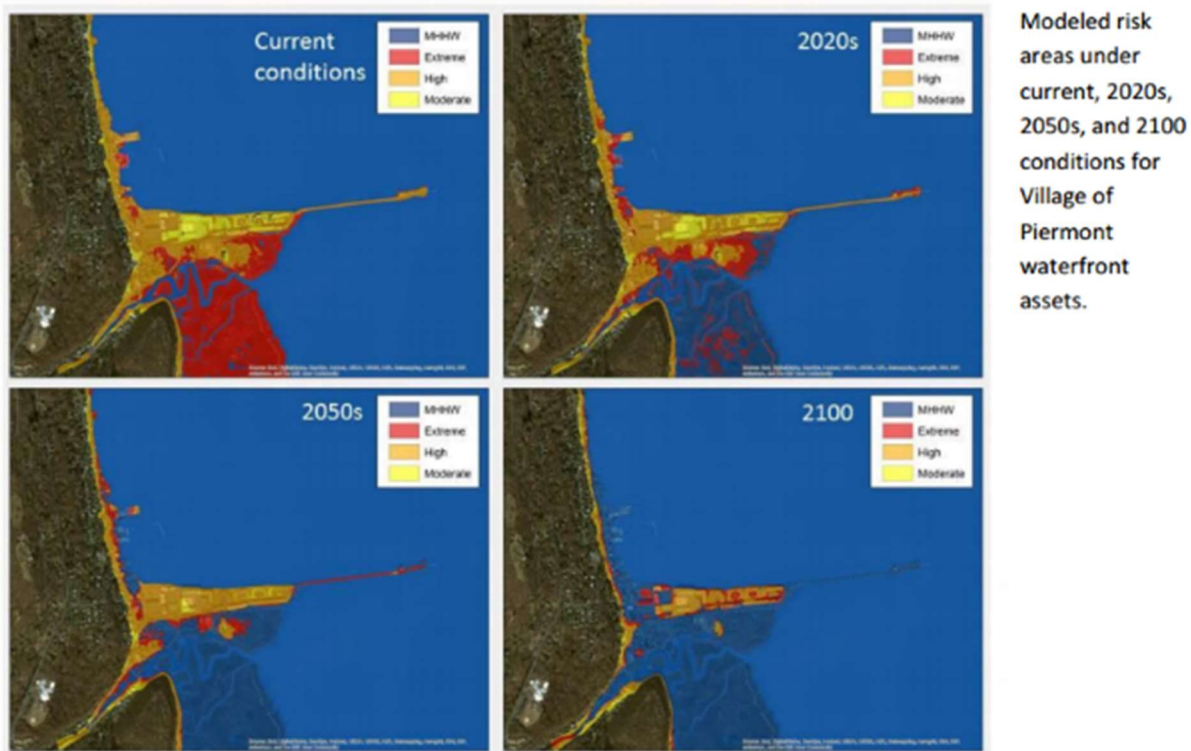 Current
conditions
MHHW
Extreme
High
Moderate
2020s
MHHW
Extreme
High
Moderate
2050s
MHHW
Extreme
High
Moderate
2100
MHHW
Extreme
High
Moderate
Modeled risk
areas under
current, 2020s,
2050s, and 2100
conditions for
Village of
Piermont
waterfront
assets.